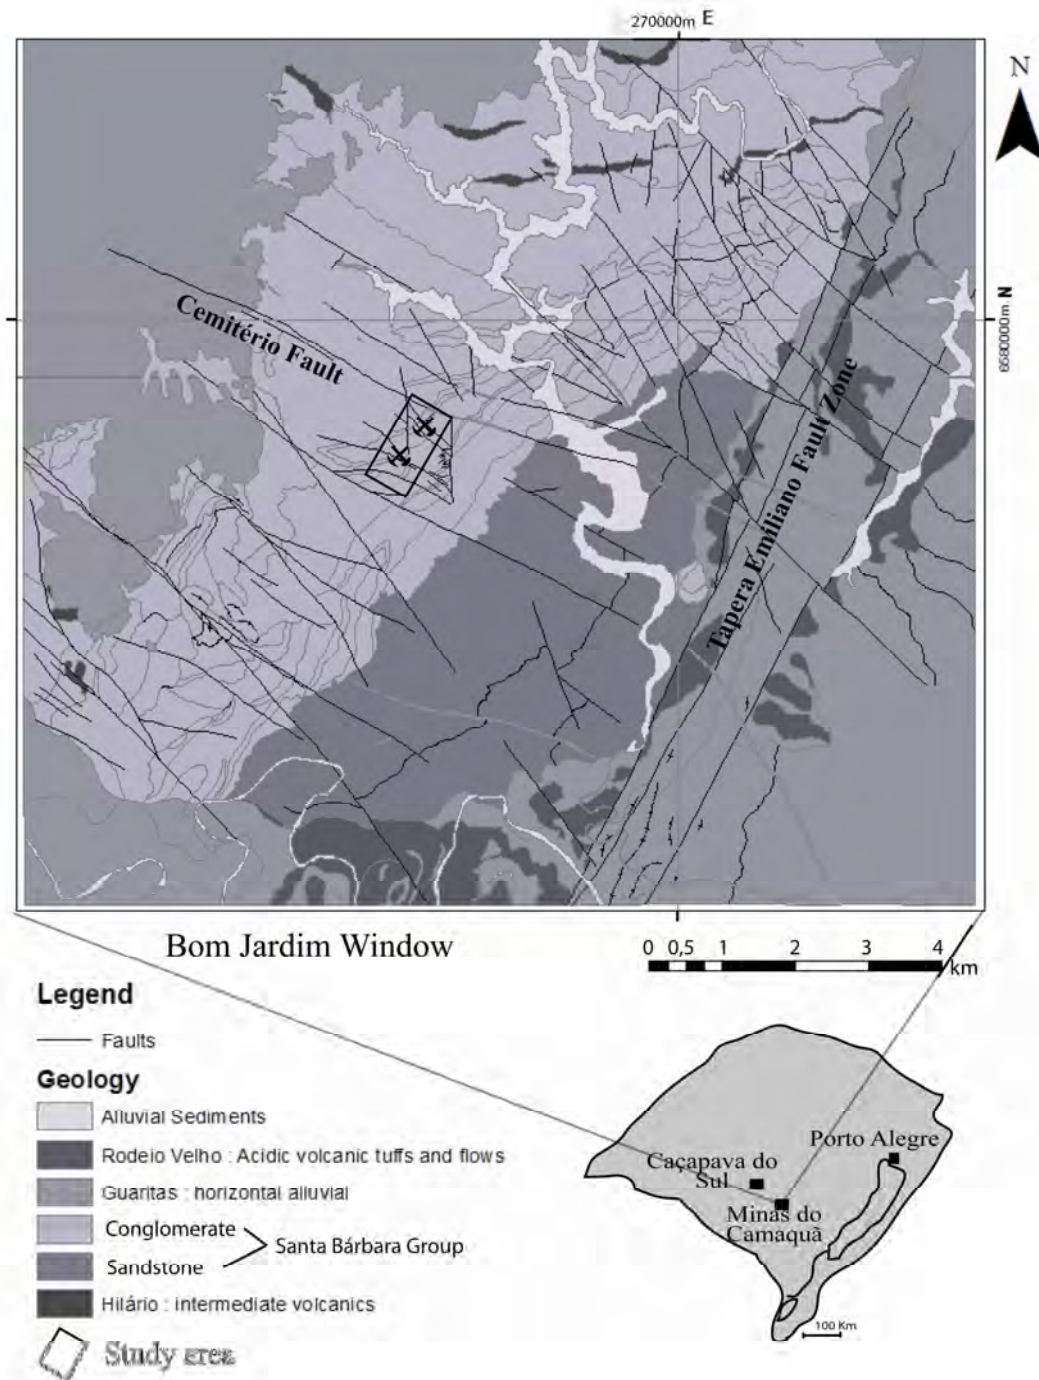 270000m E
N
Cemitério Fault
6580000m N
Tapera Emiliano Fault Zone
Bom Jardim Window
0 0,5 1 2 3 4
km
Legend
Faults
Geology
Alluvial Sediments
Rodeio Velho : Acidic volcanic tuffs and flows
Guaritas : horizontal alluvial
Conglomerate
Santa Bárbara Group
Sandstone
Hilário : intermediate volcanics
Study area
Porto Alegre
Caçapava do
Sul
Minas do
Camaquã
100 Km